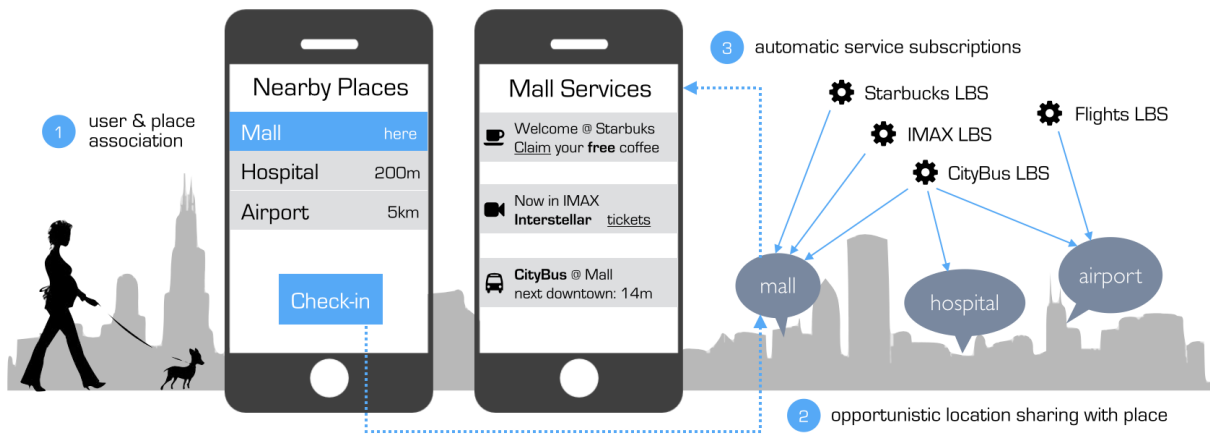 1
user & place
association
Nearby Places
Mall here
Hospital 200m
Airport 5km
Check-in
Mall Services
Welcome @ Starbuks
Claim your free coffee
Now in IMAX
Interstellar tickets
CityBus @ Mall
next downtown: 14m
3 automatic service subscriptions
Starbucks LBS
IMAX LBS
CityBus LBS
Flights LBS
mall
hospital
airport
2 opportunistic location sharing with place